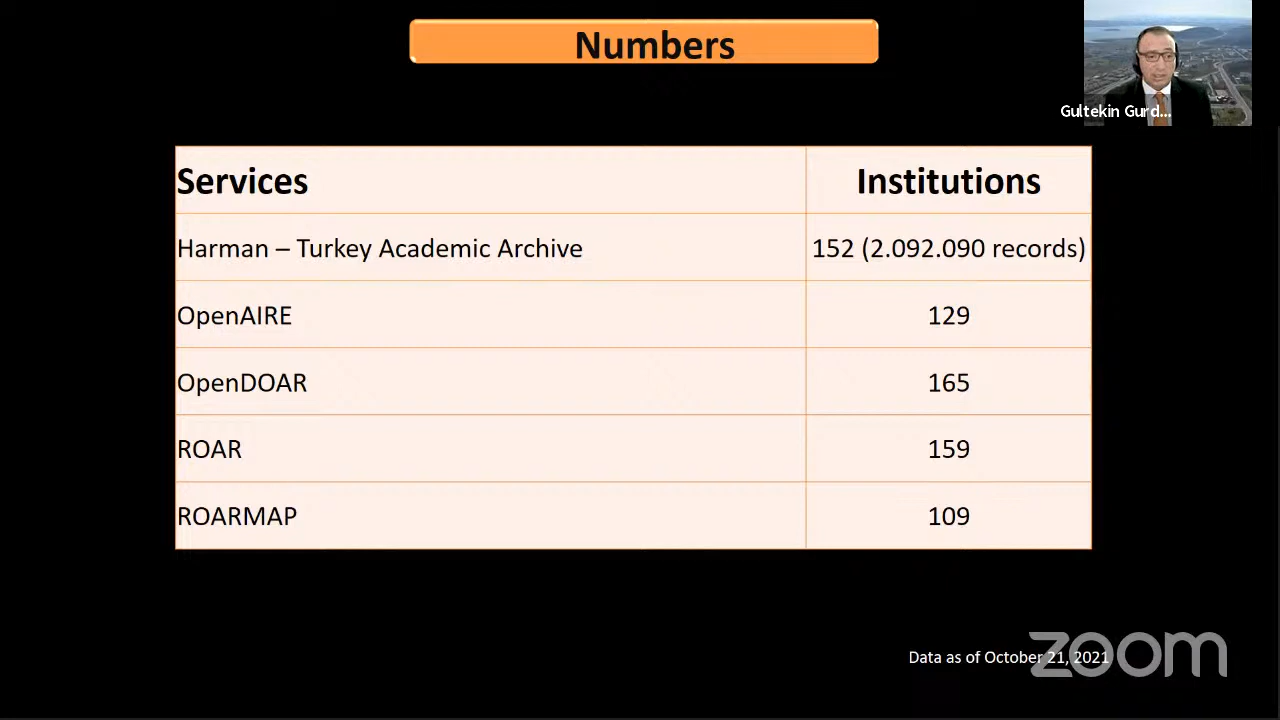 Numbers
Gultekin Gurd...
Services Institutions
Harman – Turkey Academic Archive 152 (2.092.090 records)
OpenAIRE 129
OpenDOAR 165
ROAR 159
ROARMAP 109
Data as of October 21, 2021
zoom